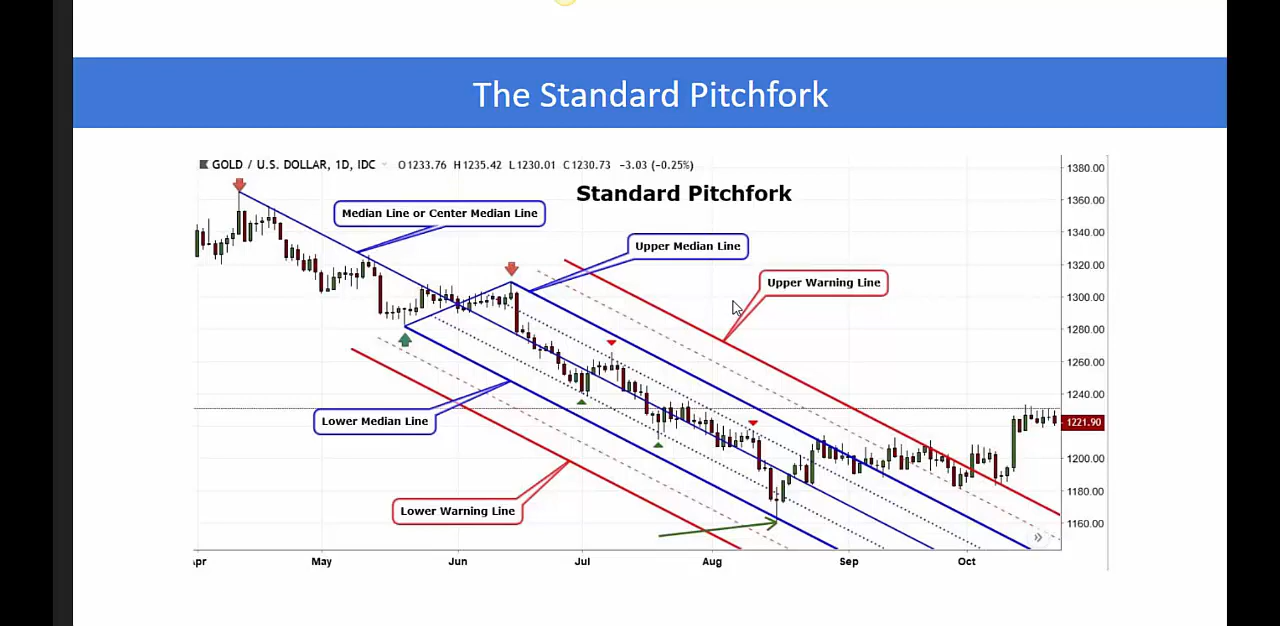 The Standard Pitchfork
GOLD / U.S. DOLLAR, 1D, IDC O1233.76 H1235.42 L1230.01 C1230.73 −3.03 (−0.25%)
Standard Pitchfork
Median Line or Center Median Line
Upper Median Line
Upper Warning Line
Lower Median Line
Lower Warning Line
1380.00
1360.00
1340.00
1320.00
1300.00
1280.00
1260.00
1240.00
1221.90
1200.00
1180.00
1160.00
pr May Jun Jul Aug Sep Oct